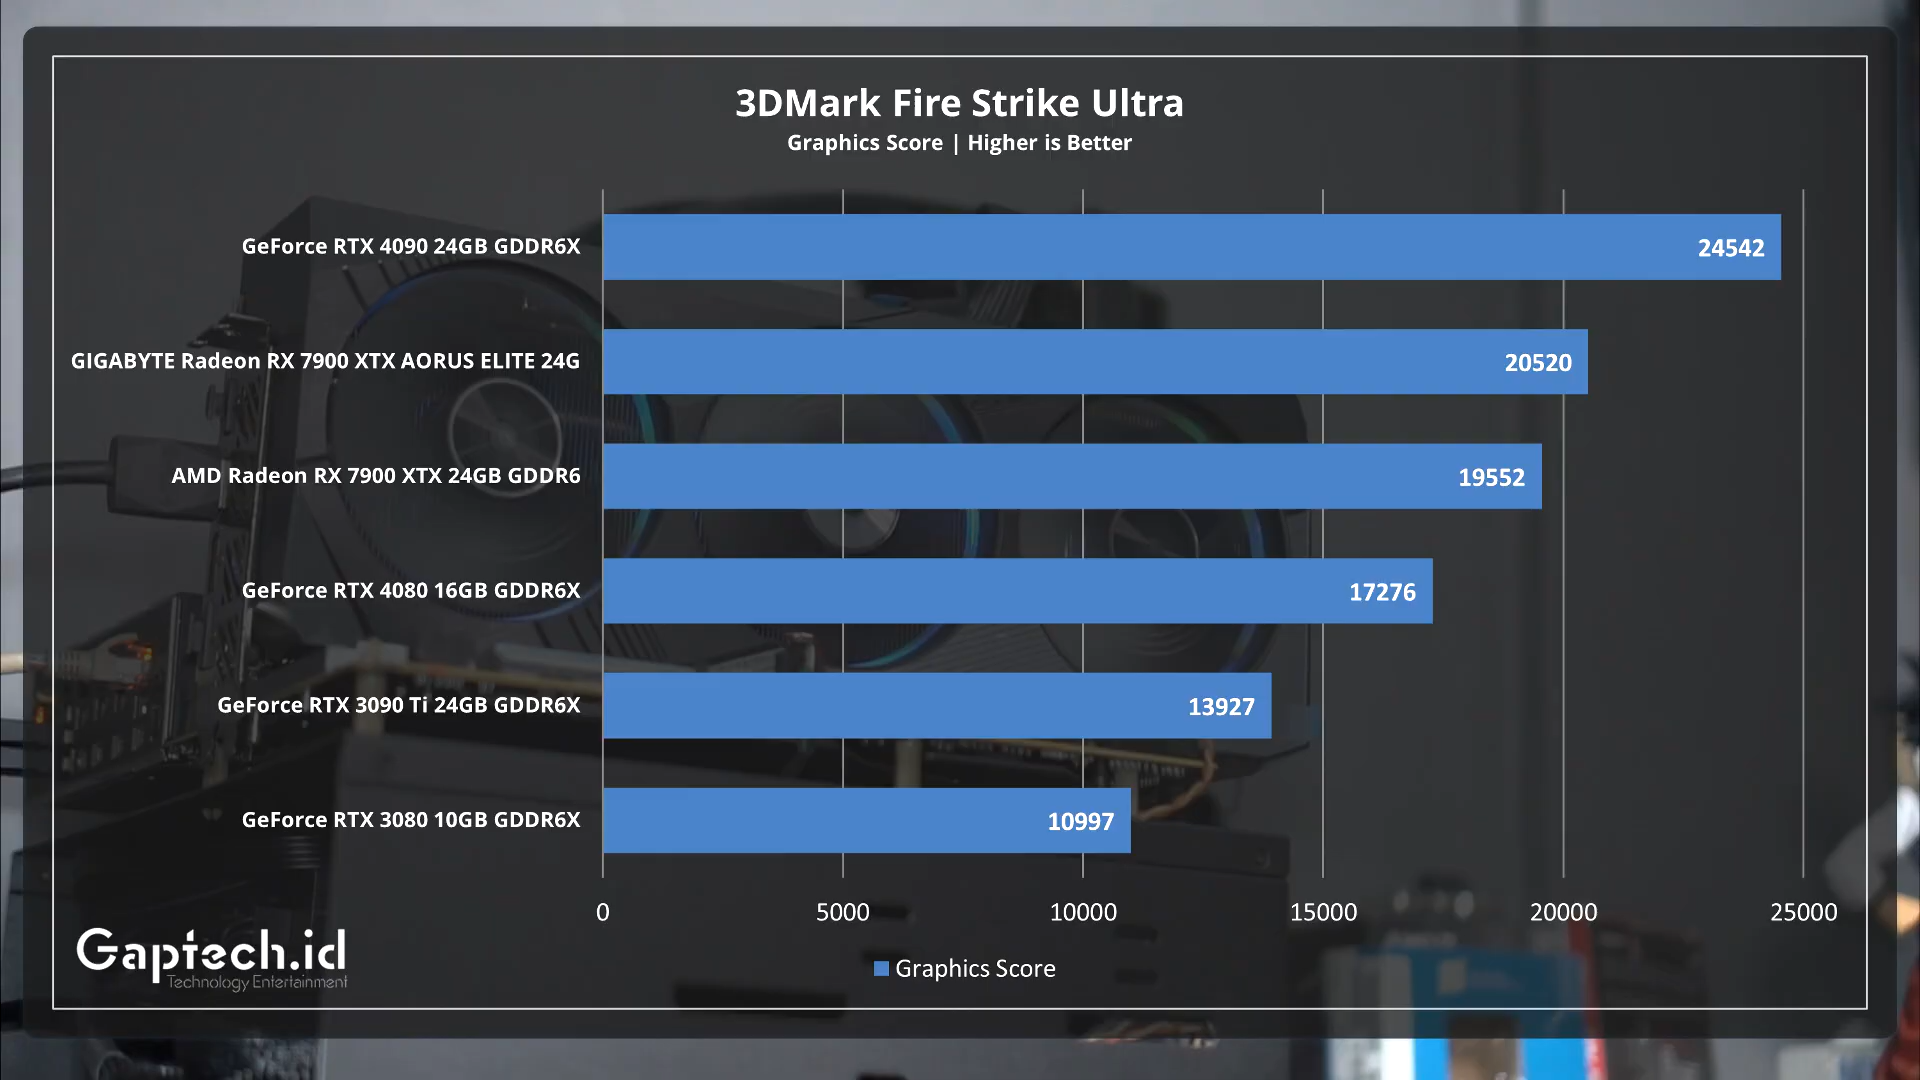 3DMark Fire Strike Ultra
Graphics Score | Higher is Better
GeForce RTX 4090 24GB GDDR6X 24542
GIGABYTE Radeon RX 7900 XTX AORUS ELITE 24G 20520
AMD Radeon RX 7900 XTX 24GB GDDR6 19552
GeForce RTX 4080 16GB GDDR6X 17276
GeForce RTX 3090 Ti 24GB GDDR6X 13927
GeForce RTX 3080 10GB GDDR6X 10997
0 5000 10000 15000 20000 25000
Graphics Score
Gaptech.id
Technology Entertainment